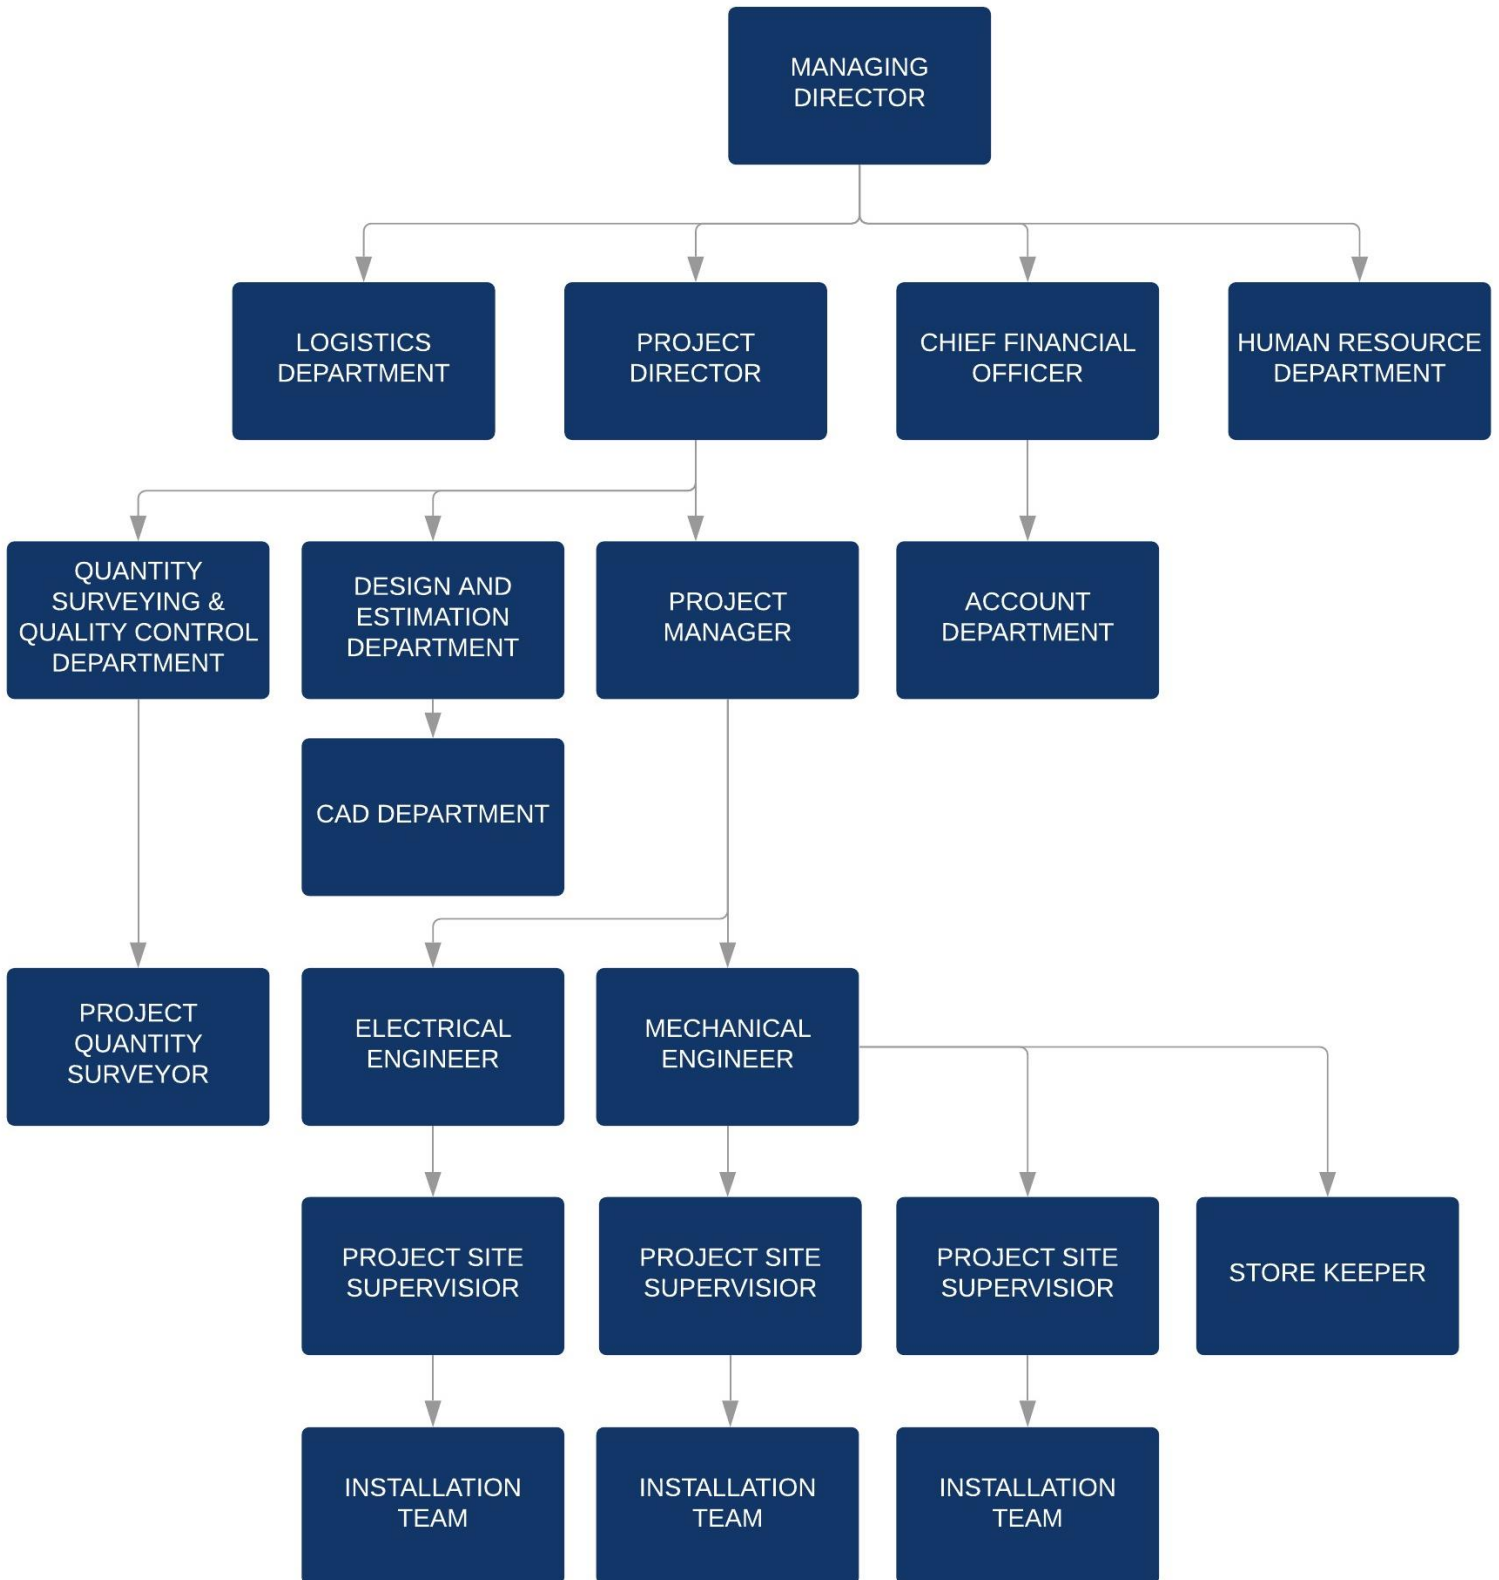 MANAGING
DIRECTOR
LOGISTICS
DEPARTMENT
PROJECT
DIRECTOR
CHIEF FINANCIAL
OFFICER
HUMAN RESOURCE
DEPARTMENT
QUANTITY
SURVEYING &
QUALITY CONTROL
DEPARTMENT
DESIGN AND
ESTIMATION
DEPARTMENT
PROJECT
MANAGER
ACCOUNT
DEPARTMENT
CAD DEPARTMENT
PROJECT
QUANTITY
SURVEYOR
ELECTRICAL
ENGINEER
MECHANICAL
ENGINEER
PROJECT SITE
SUPERVISIOR
PROJECT SITE
SUPERVISIOR
PROJECT SITE
SUPERVISIOR
STORE KEEPER
INSTALLATION
TEAM
INSTALLATION
TEAM
INSTALLATION
TEAM